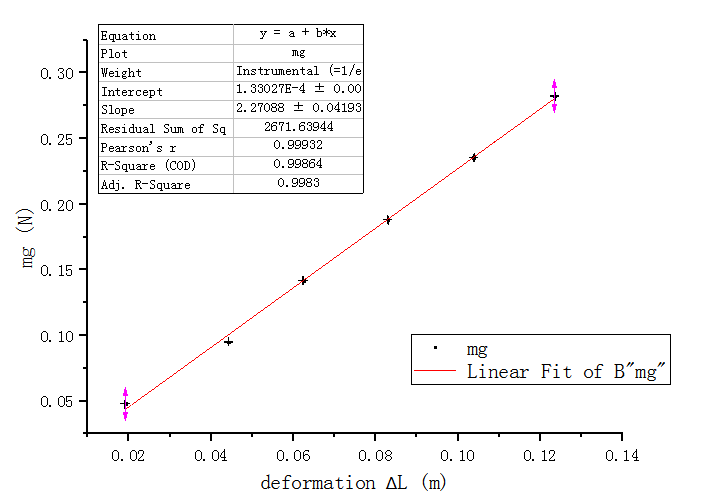 Equation y = a + b*x
Plot mg
Weight Instrumental (=1/e
Intercept 1.33027E-4 ± 0.00
Slope 2.27088 ± 0.04193
Residual Sum of Sq 2671.63944
Pearson's r 0.99932
R-Square (COD) 0.99864
Adj. R-Square 0.9983
0.30
0.25
0.20
0.15
0.10
0.05
mg (N)
mg
Linear Fit of B"mg"
0.02 0.04 0.06 0.08 0.10 0.12 0.14
deformation ΔL (m)